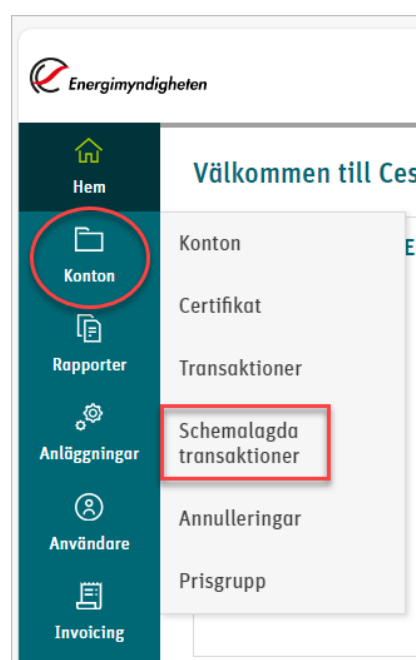 Energimyndigheten
Hem
Välkommen till Ces
Konton
Konton
E
Certifikat
Rapporter
Transaktioner
Anläggningar
Schemalagda
transaktioner
Användare
Annulleringar
Prisgrupp
Invoicing